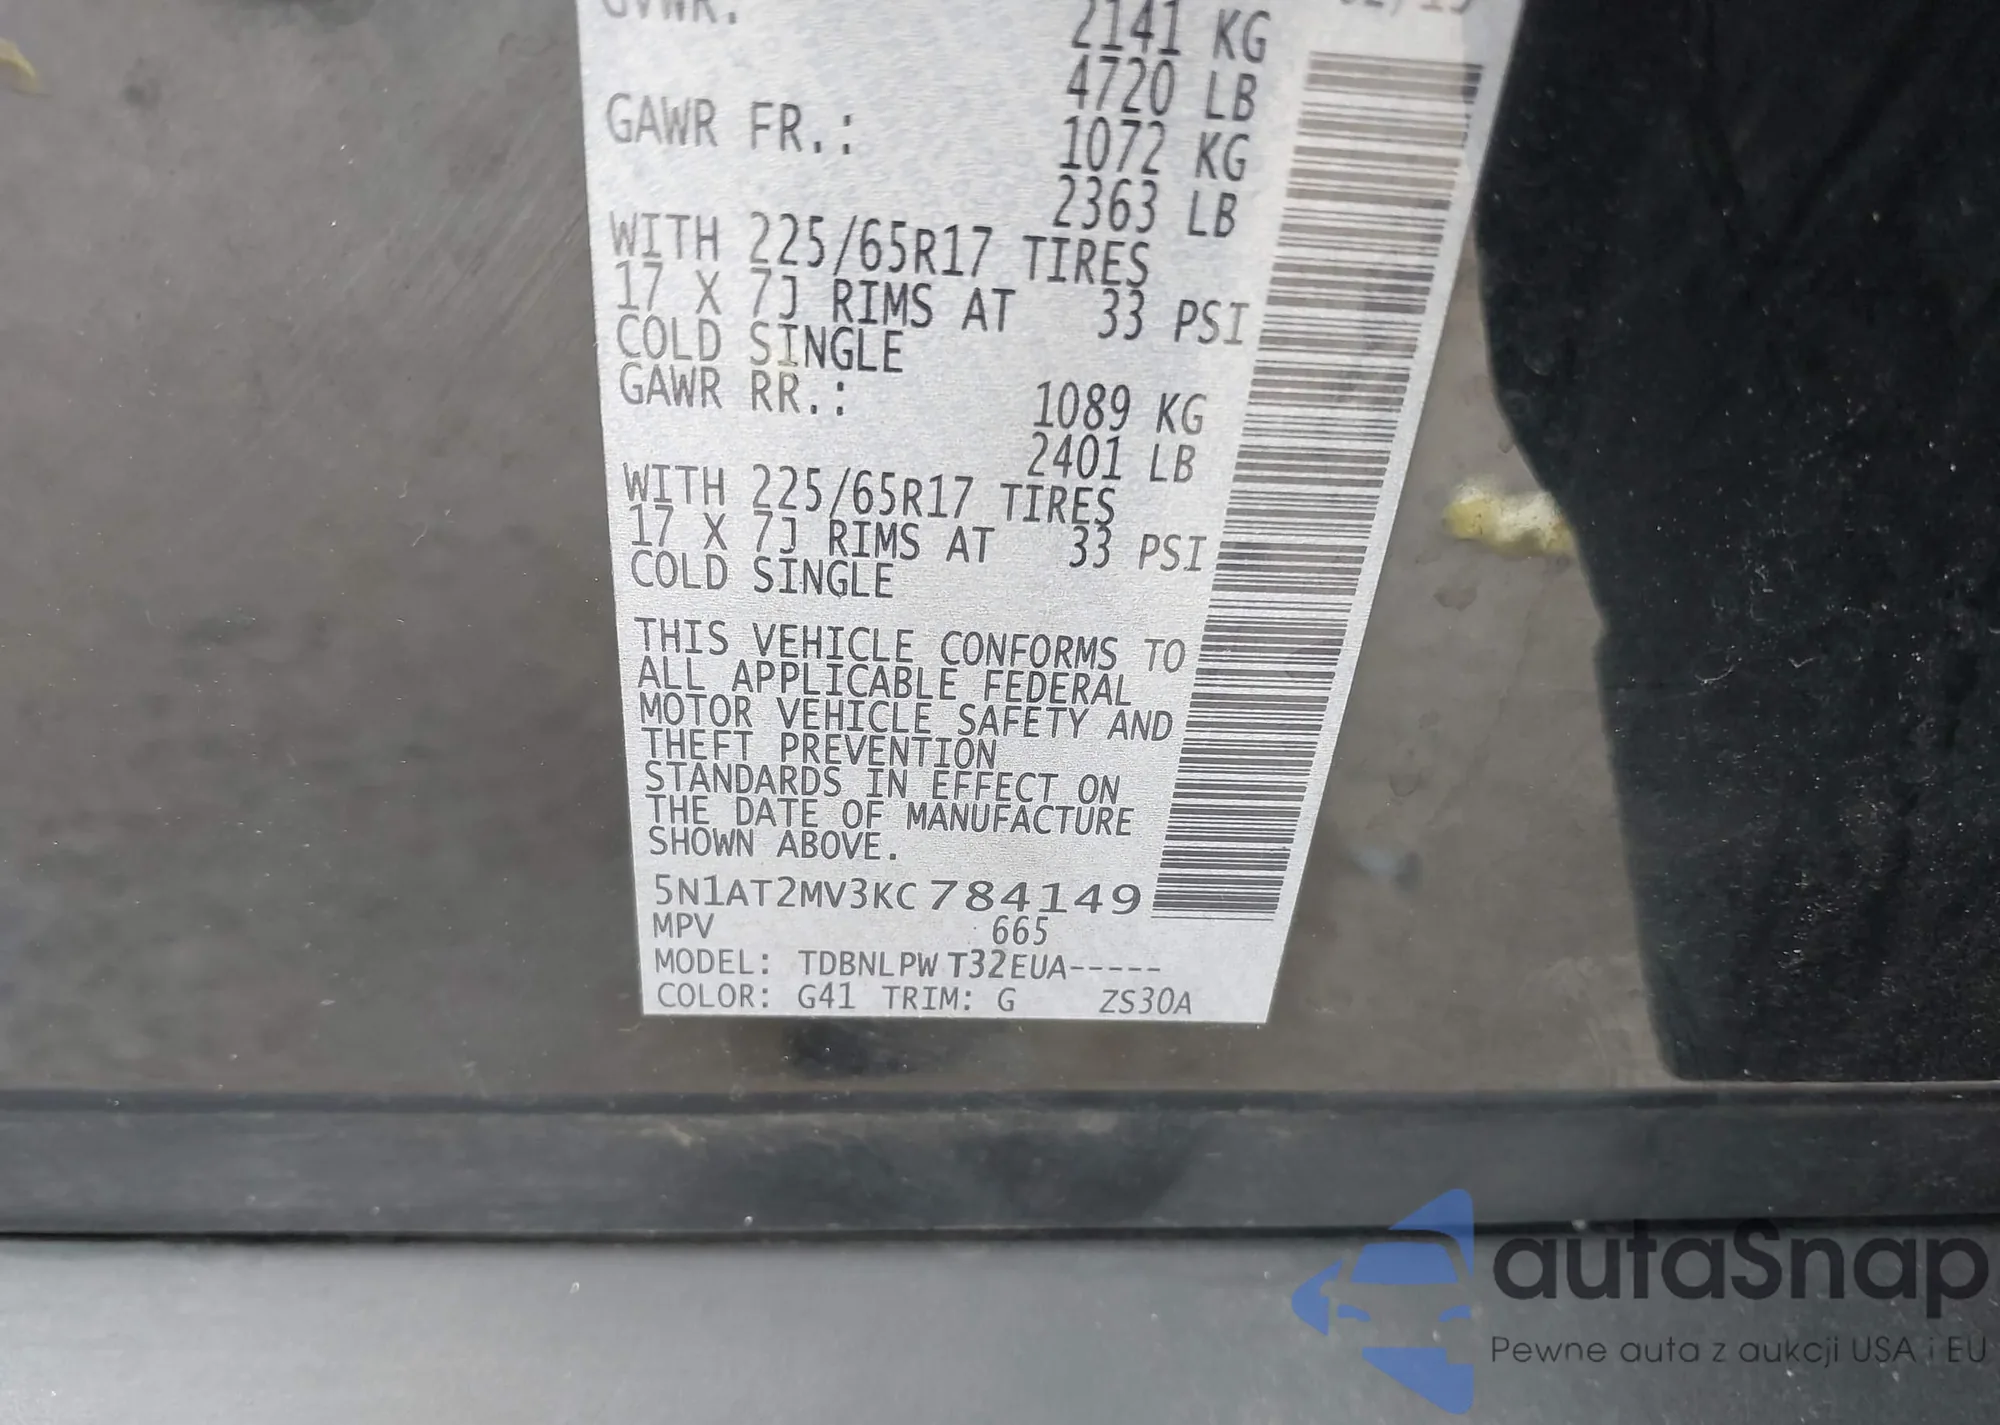 GVWR:
2141 KG
4720 LB
GAWR FR.: 1072 KG
2363 LB
WITH 225/65R17 TIRES
17 X 7J RIMS AT 33 PSI
COLD SINGLE
GAWR RR.: 1089 KG
2401 LB
WITH 225/65R17 TIRES
17 X 7J RIMS AT 33 PSI
COLD SINGLE
THIS VEHICLE CONFORMS TO
ALL APPLICABLE FEDERAL
MOTOR VEHICLE SAFETY AND
THEFT PREVENTION
STANDARDS IN EFFECT ON
THE DATE OF MANUFACTURE
SHOWN ABOVE.
5N1AT2MV3KC784149
MPV 665
MODEL: TDBNLPW T32EUA-----
COLOR: G41 TRIM: G ZS30A
autaSnap
Pewne auta z aukcji USA i EU